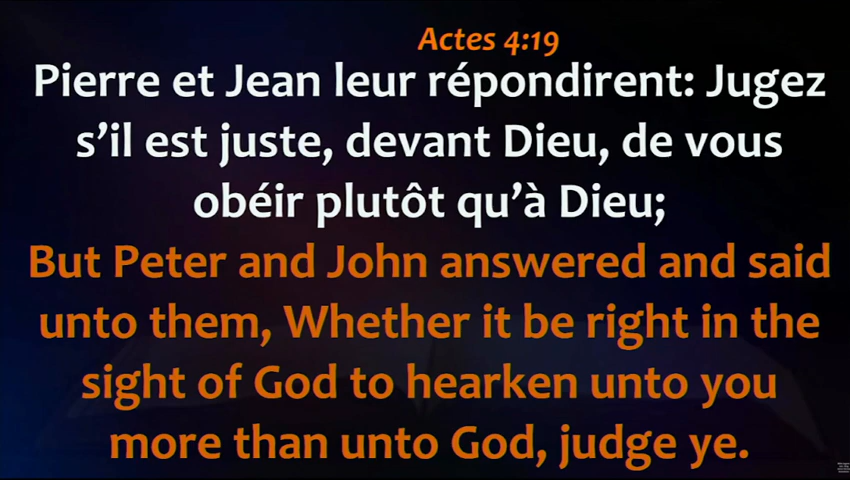 Actes 4:19
Pierre et Jean leur répondirent: Jugez
s’il est juste, devant Dieu, de vous
obéir plutôt qu’à Dieu;
But Peter and John answered and said
unto them, Whether it be right in the
sight of God to hearken unto you
more than unto God, judge ye.